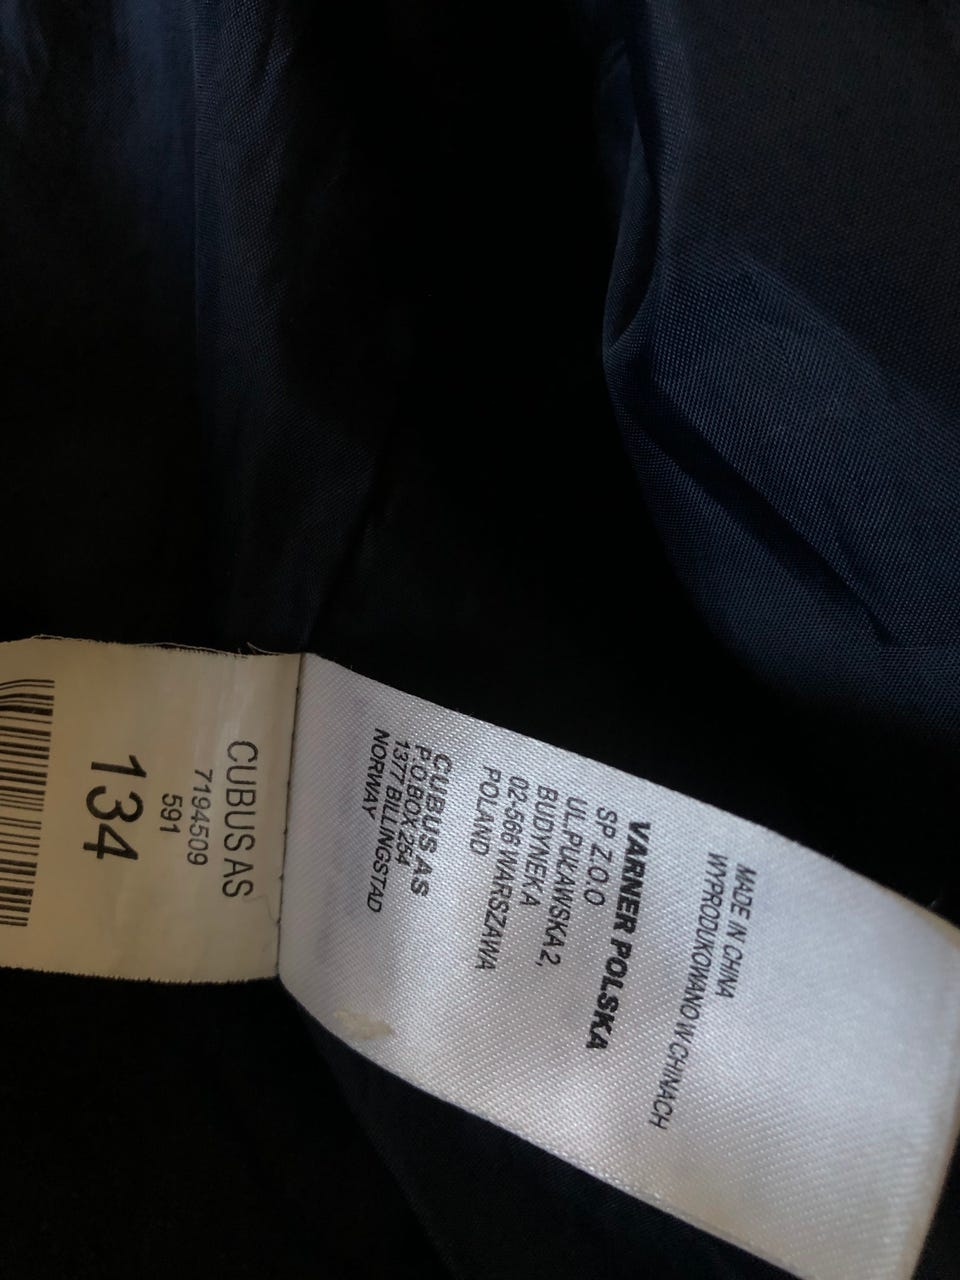 MADE IN CHINA
WYPRODUKOWANO W CHINACH
VARNER POLSKA
SP Z O.O
UL.PUŁAWSKA 2,
BUDYNEK A
02-566 WARSZAWA
POLAND
CUBUS AS
P.O.BOX 254
1377 BILLINGSTAD
NORWAY
CUBUS AS
7194509
591
134